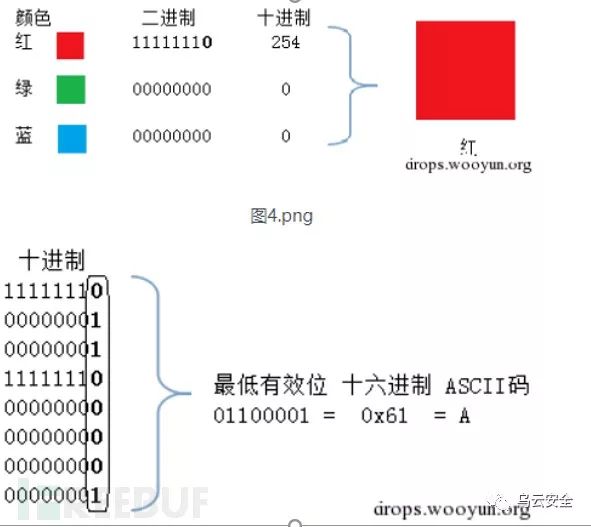 颜色 二进制 十进制
红 11111110 254
绿 00000000 0
蓝 00000000 0
红
drops.wooyun.org
图4.png
十进制
11111110
00000001
00000001
11111110
00000000
00000000
00000000
00000001
最低有效位 十六进制 ASCII码
01100001 = 0x61 = A
REEBUF
drops.wooyun.org
乌云安全